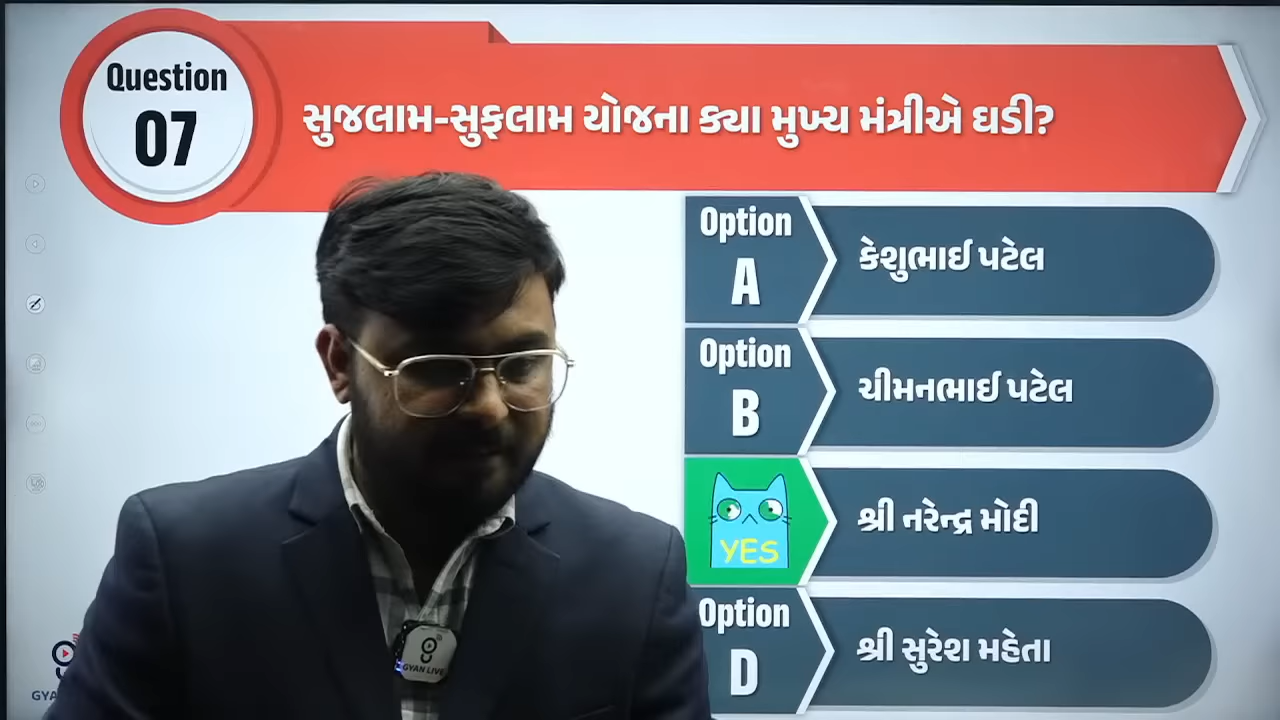 Question
07
સુજલામ-સુફલામ યોજના ક્યા મુખ્ય મંત્રીએ ઘડી?
Option
A
કેશુભાઈ પટેલ
Option
B
ચીમનભાઈ પટેલ
YES
શ્રી નરેન્દ્ર મોદી
Option
D
શ્રી સુરેશ મહેતા
GYAN LIVE